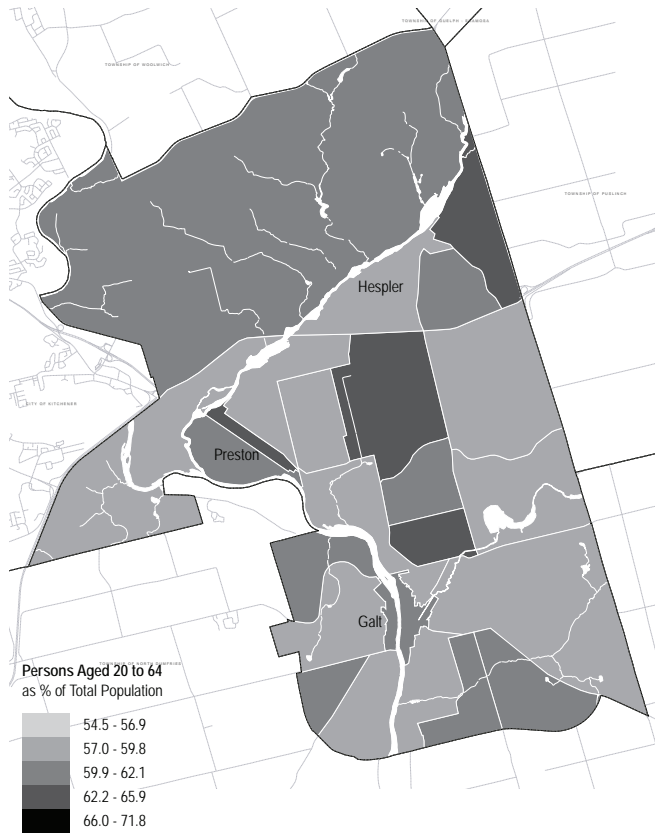 TOWNSHIP OF GUELPH - ERAMOSA
TOWNSHIP OF WOOLWICH
TOWNSHIP OF PUSLINCH
Hespler
CITY OF KITCHENER
Preston
Galt
TOWNSHIP OF NORTH DUMFRIES
Persons Aged 20 to 64
as % of Total Population
54.5 - 56.9
57.0 - 59.8
59.9 - 62.1
62.2 - 65.9
66.0 - 71.8